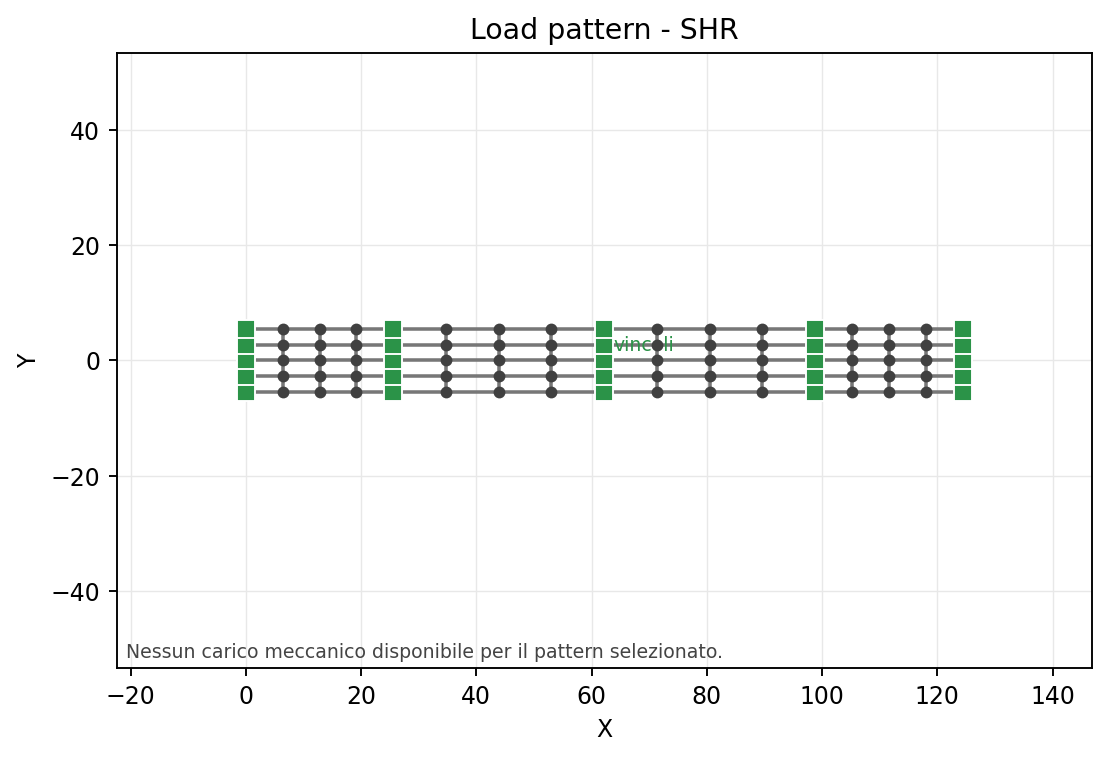 Load pattern - SHR
Y
40
20
0
−20
−40
vincoli
Nessun carico meccanico disponibile per il pattern selezionato.
−20 0 20 40 60 80 100 120 140
X